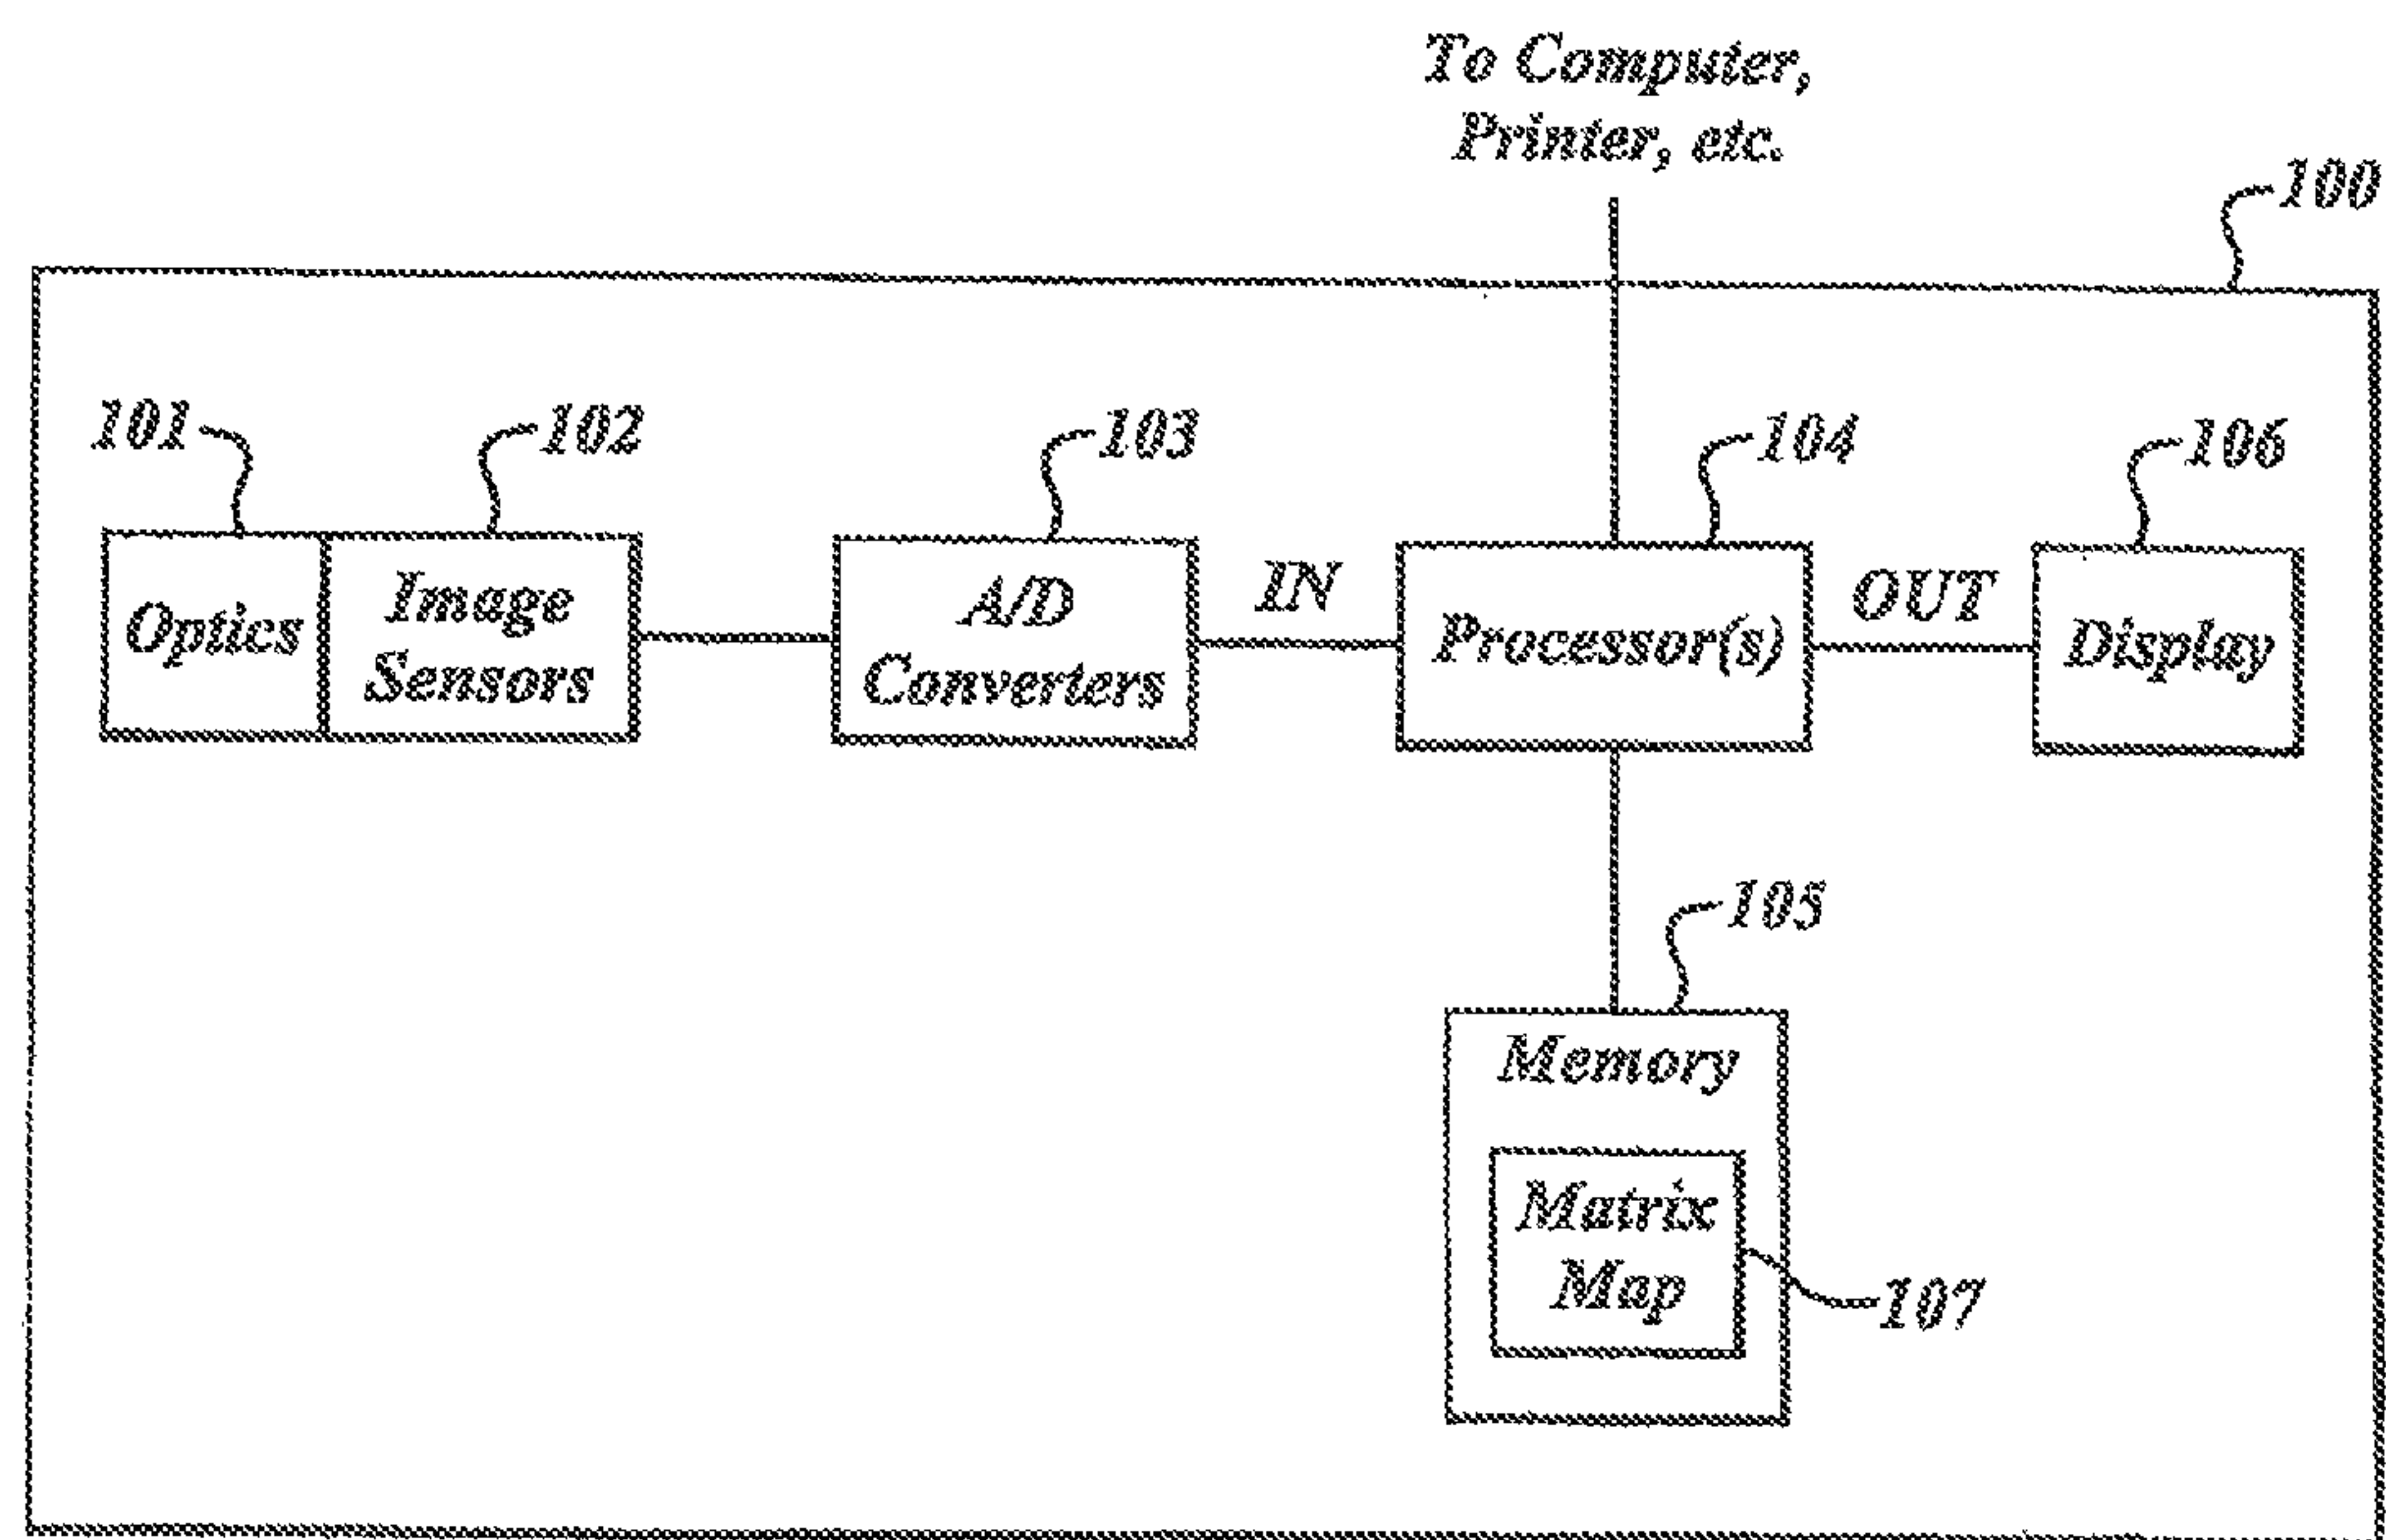 To Computer,
Printer, etc.
100
101
102
103
104
106
Optics
Image
Sensors
A/D
Converters
IN
Processor(s)
OUT
Display
105
Memory
Matrix
Map
107